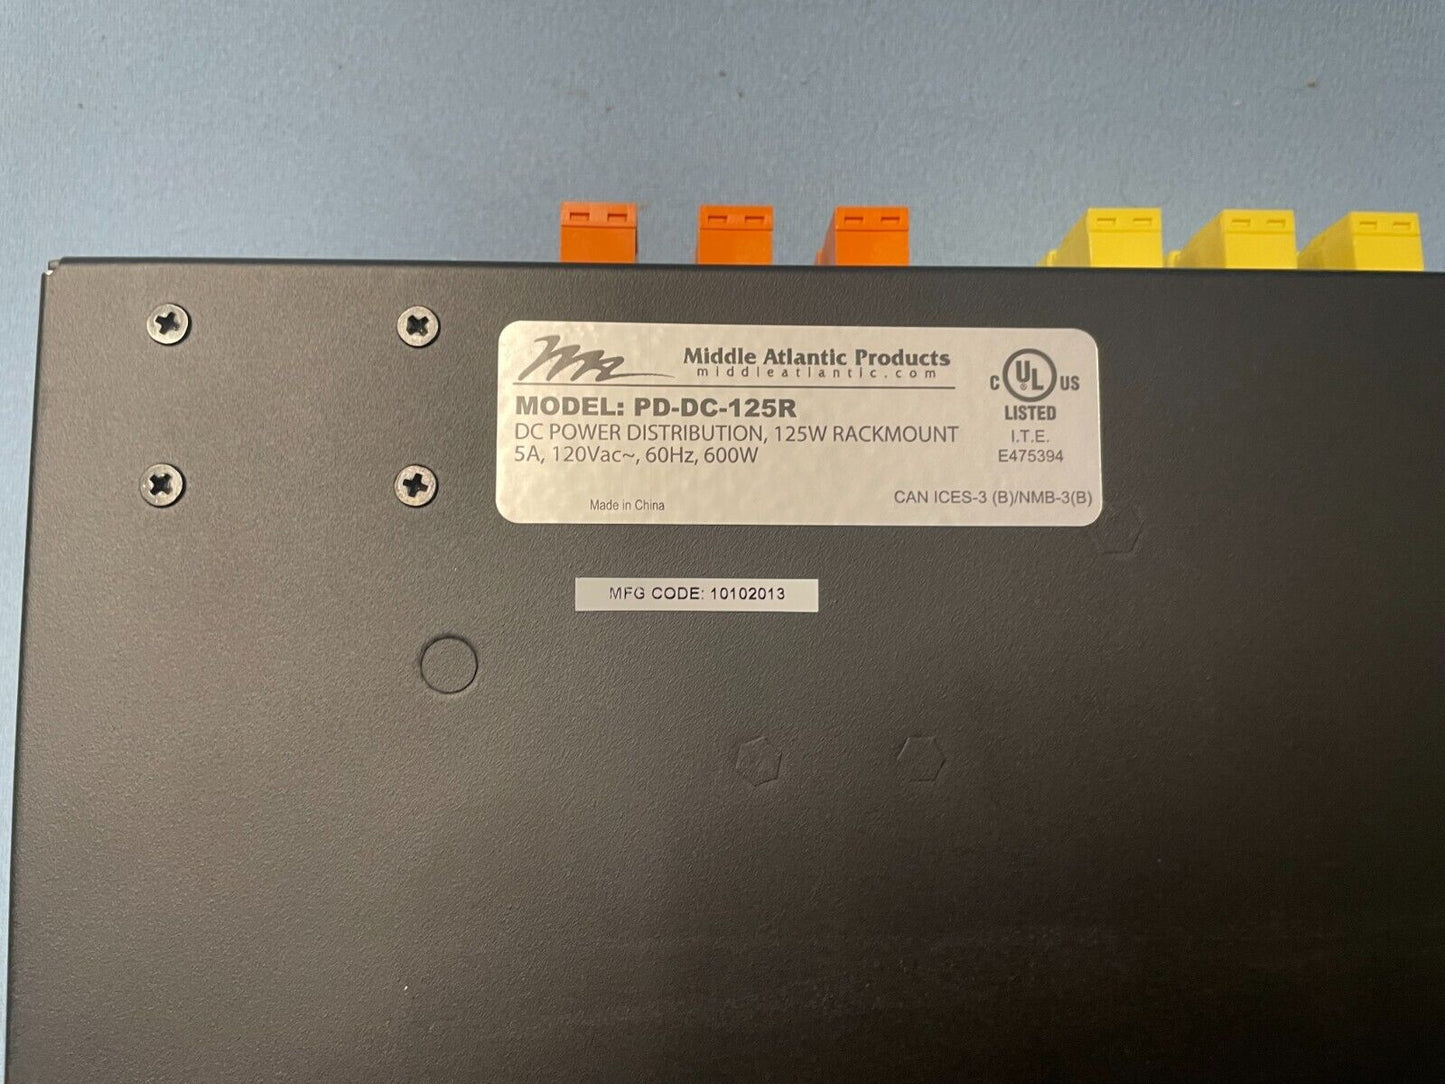 Middle Atlantic Products
middleatlantic.com
MODEL: PD-DC-125R
DC POWER DISTRIBUTION, 125W RACKMOUNT
5A, 120Vac~, 60Hz, 600W
Made in China
C UL US
®
LISTED
I.T.E.
E475394
CAN ICES-3 (B)/NMB-3(B)
MFG CODE: 10102013